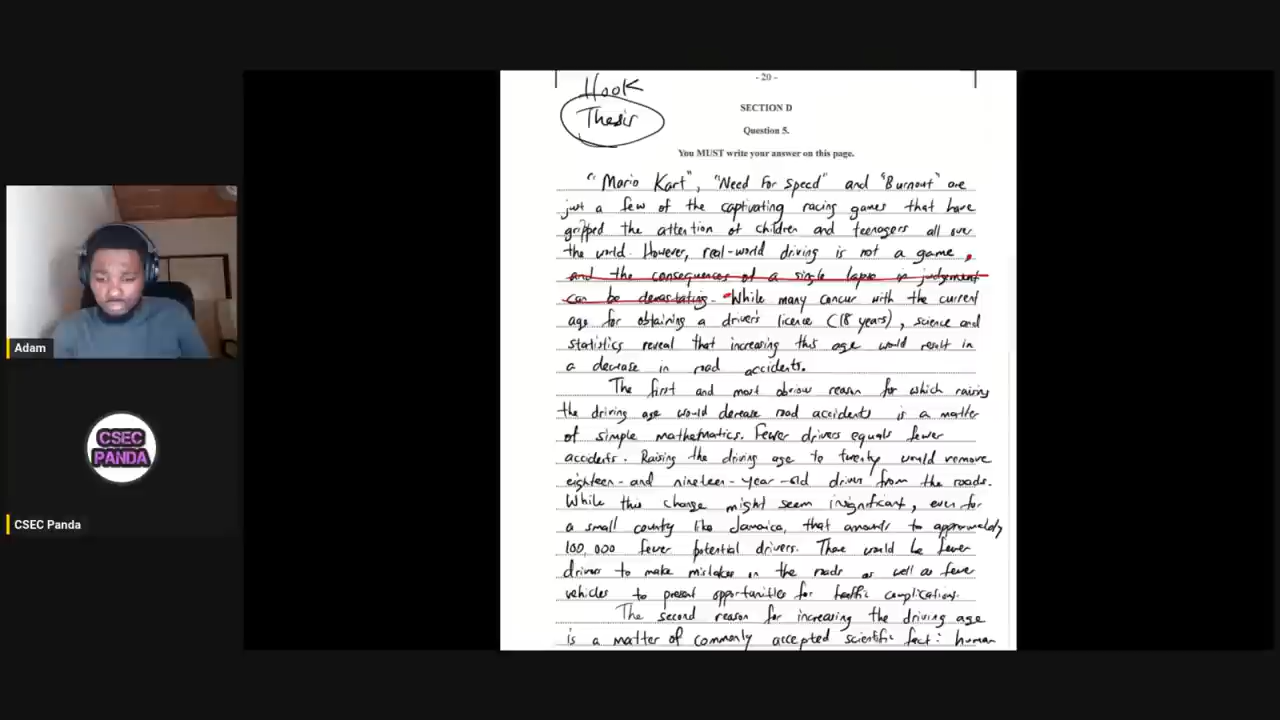 Hook
Thesis
- 20 -
SECTION D
Question 5.
You MUST write your answer on this page.
"Mario Kart", "Need For Speed" and "Burnout" are
just a few of the captivating racing games that have
gripped the attention of children and teenagers all over
the world. However, real-world driving is not a game.
and the consequences of a single lapse in judgement
can be devastating. While many concur with the current
age for obtaining a driver's licence (18 years), science and
statistics reveal that increasing this age would result in
a decrease in road accidents.
The first and most obvious reason for which raising
the driving age would decrease road accidents is a matter
of simple mathematics. Fewer drivers equals fewer
accidents. Raising the driving age to twenty would remove
eighteen-and nineteen-year-old drivers from the roads.
While this change might seem insignificant, even for
a small country like Jamaica, that amounts to approximately
100,000 fewer potential drivers. There would be fewer
drivers to make mistakes on the roads as well as fewer
vehicles to present opportunities for traffic complications.
The second reason for increasing the driving age
is a matter of commonly accepted scientific fact: human
Adam
CSEC
PANDA
CSEC Panda